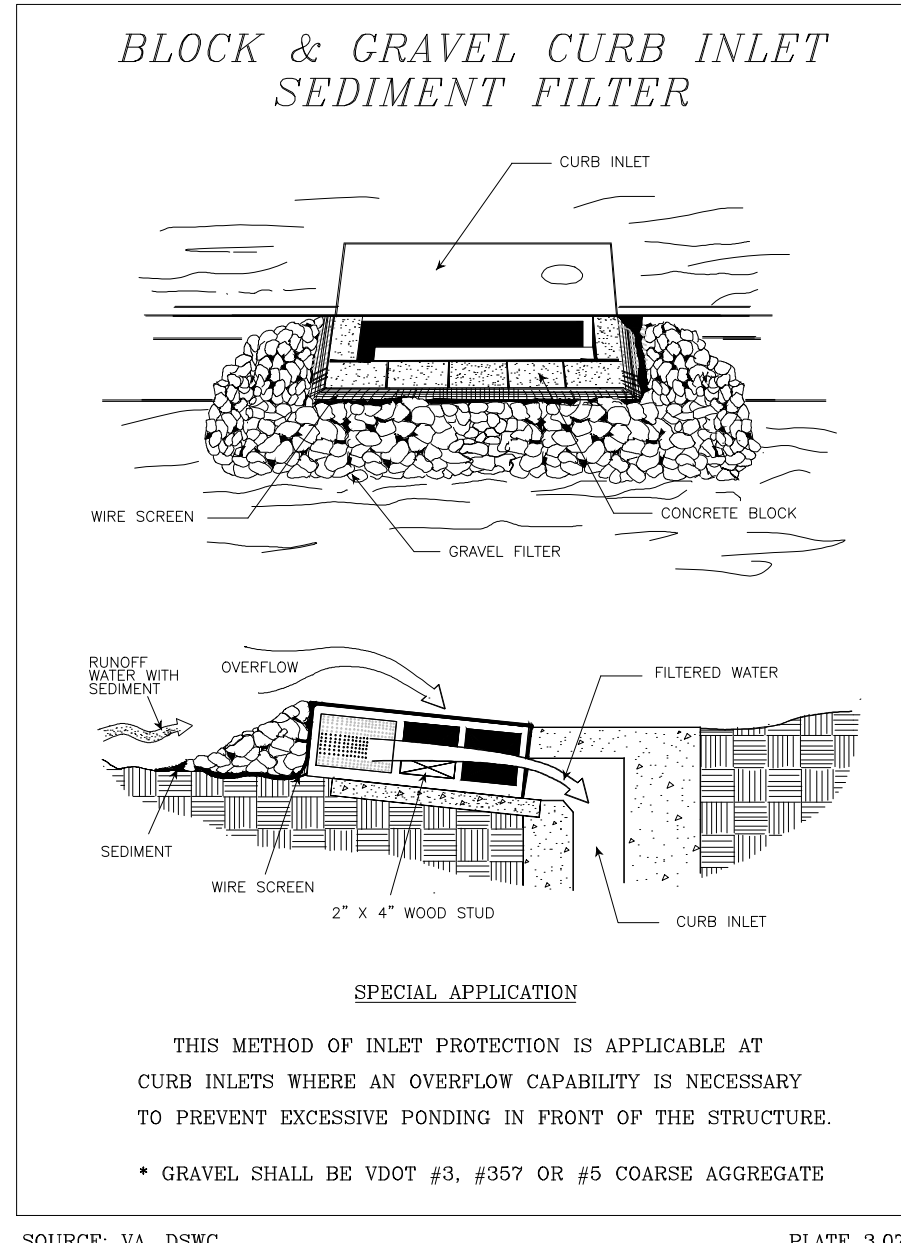 BLOCK & GRAVEL CURB INLET
SEDIMENT FILTER
CURB INLET
WIRE SCREEN
CONCRETE BLOCK
GRAVEL FILTER
RUNOFF
WATER WITH
SEDIMENT
OVERFLOW
FILTERED WATER
SEDIMENT
WIRE SCREEN
2” X 4” WOOD STUD
CURB INLET
SPECIAL APPLICATION
THIS METHOD OF INLET PROTECTION IS APPLICABLE AT
CURB INLETS WHERE AN OVERFLOW CAPABILITY IS NECESSARY
TO PREVENT EXCESSIVE PONDING IN FRONT OF THE STRUCTURE.
* GRAVEL SHALL BE VDOT #3, #357 OR #5 COARSE AGGREGATE
SOURCE: VA. DSWC
PLATE